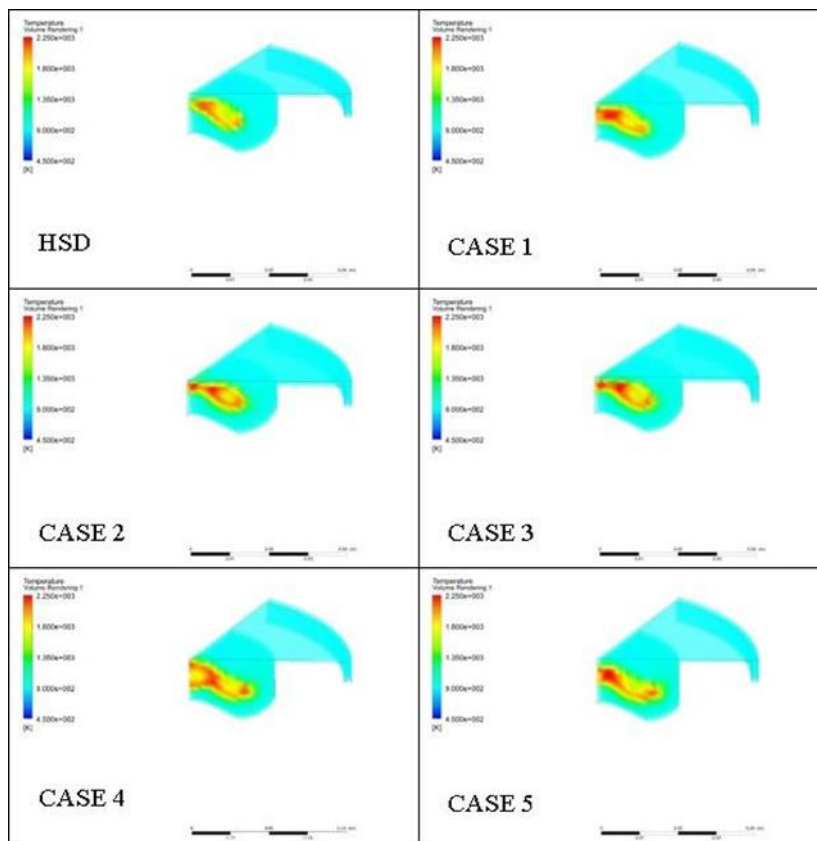 Temperature
Volume Rendering 1
2.250e+003
1.800e+003
1.350e+003
9.000e+002
4.500e+002
[K]
HSD
Temperature
Volume Rendering 1
2.250e+003
1.800e+003
1.350e+003
9.000e+002
4.500e+002
[K]
CASE 1
Temperature
Volume Rendering 1
2.250e+003
1.800e+003
1.350e+003
9.000e+002
4.500e+002
[K]
CASE 2
Temperature
Volume Rendering 1
2.250e+003
1.800e+003
1.350e+003
9.000e+002
4.500e+002
[K]
CASE 3
Temperature
Volume Rendering 1
2.250e+003
1.800e+003
1.350e+003
9.000e+002
4.500e+002
[K]
CASE 4
Temperature
Volume Rendering 1
2.250e+003
1.800e+003
1.350e+003
9.000e+002
4.500e+002
[K]
CASE 5